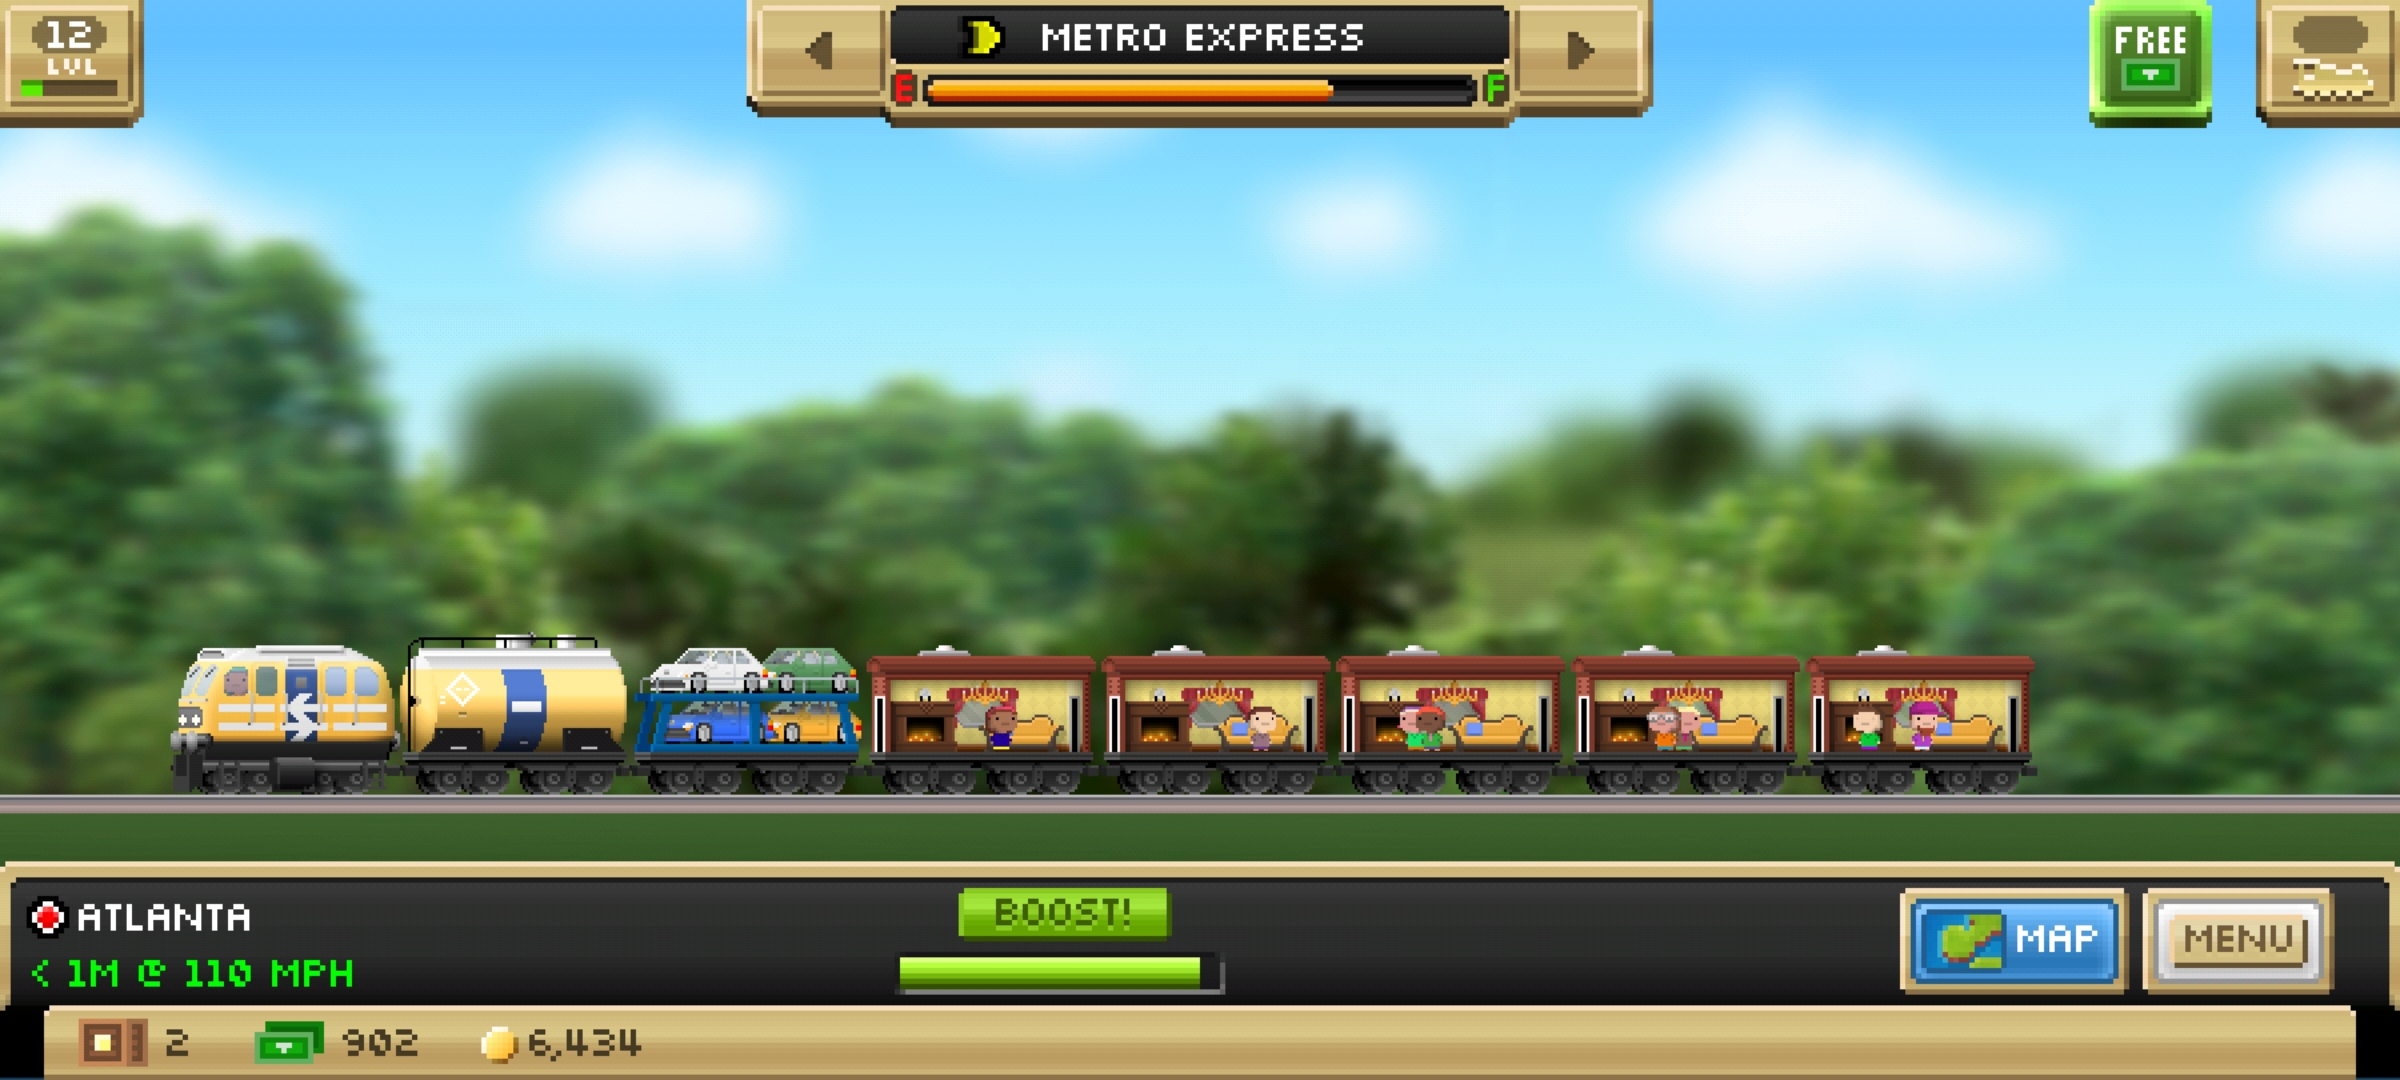 12
LVL
METRO EXPRESS
E F
FREE
ATLANTA
< 1M @ 110 MPH
BOOST!
MAP
MENU
2 902 6,434